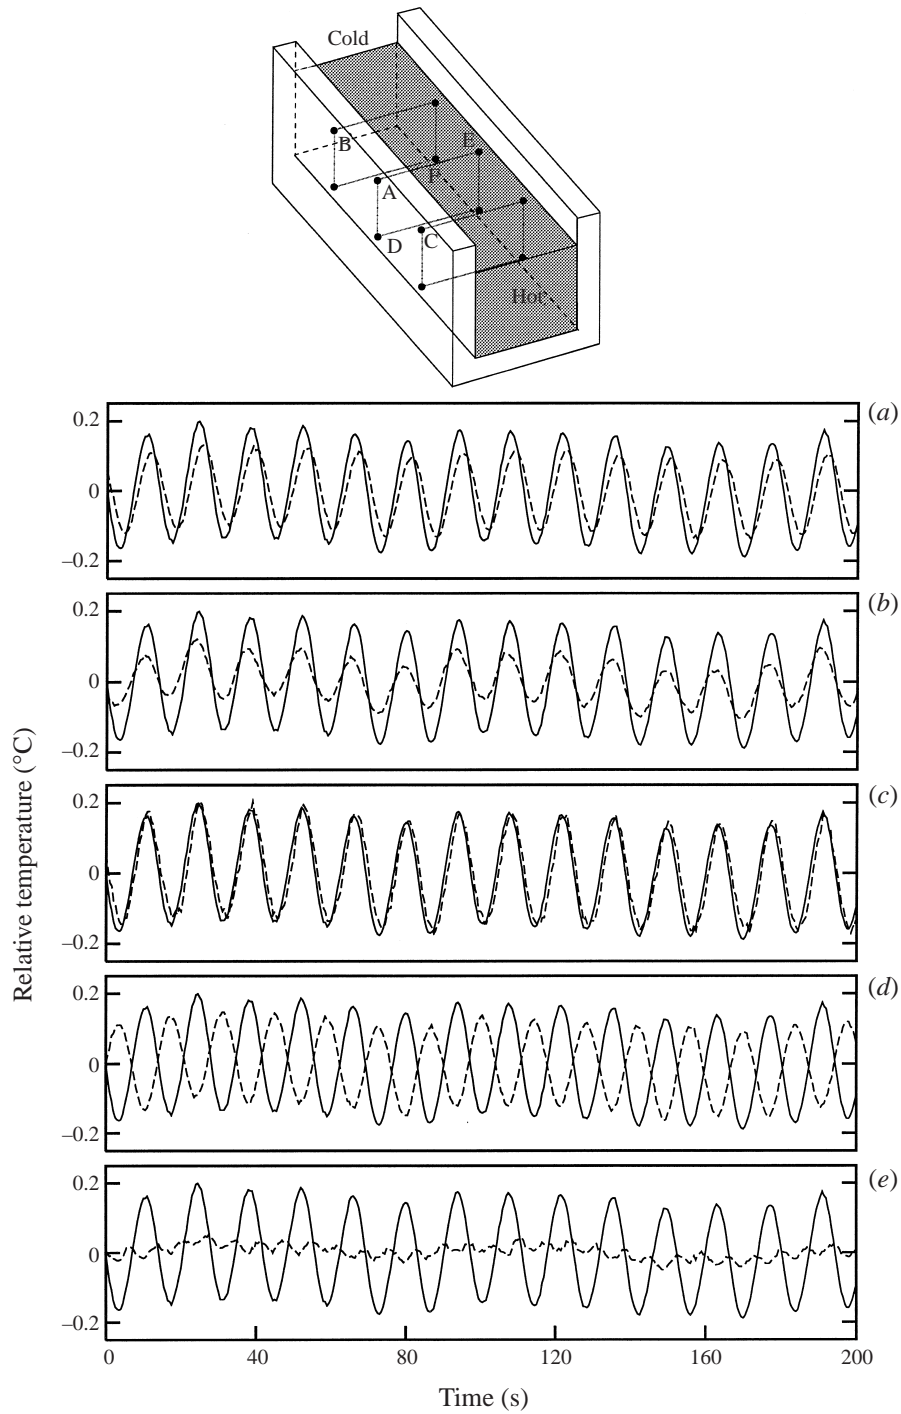 Cold
B
E
F
A
D
C
Hot
(a)
0.2
0
–0.2
(b)
0.2
0
–0.2
(c)
0.2
0
–0.2
(d)
0.2
0
–0.2
(e)
0.2
0
–0.2
Relative temperature (°C)
0 40 80 120 160 200
Time (s)